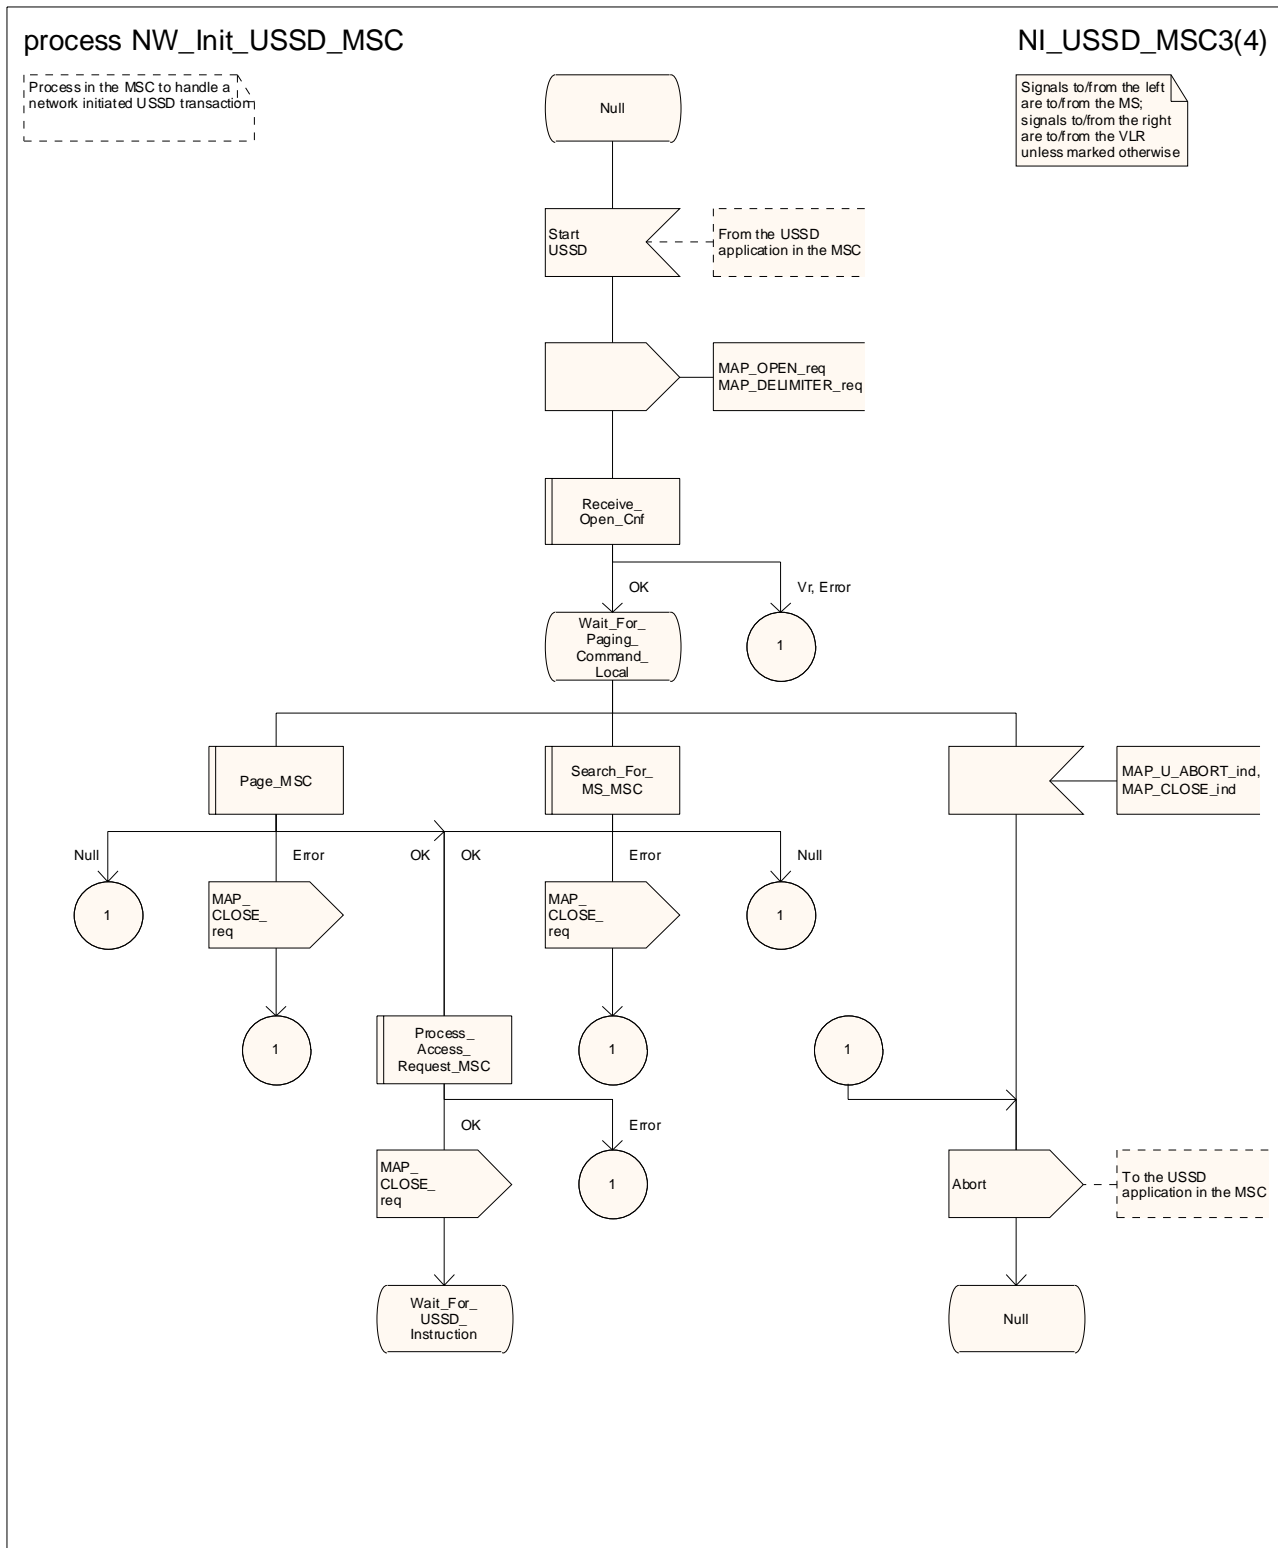 process NW_Init_USSD_MSC
NI_USSD_MSC3(4)
Process in the MSC to handle a
network initiated USSD transaction
Signals to/from the left
are to/from the MS;
signals to/from the right
are to/from the VLR
unless marked otherwise
Null
Start
USSD
From the USSD
application in the MSC
MAP_OPEN_req
MAP_DELIMITER_req
Receive_
Open_Cnf
OK
Vr, Error
Wait_For_
Paging_
Command_
Local
1
Page_MSC
Search_For_
MS_MSC
MAP_U_ABORT_ind,
MAP_CLOSE_ind
Null
Error
OK
OK
Error
Null
1
MAP_
CLOSE_
req
MAP_
CLOSE_
req
1
1
Process_
Access_
Request_MSC
1
1
OK
Error
MAP_
CLOSE_
req
1
Abort
To the USSD
application in the MSC
Wait_For_
USSD_
Instruction
Null